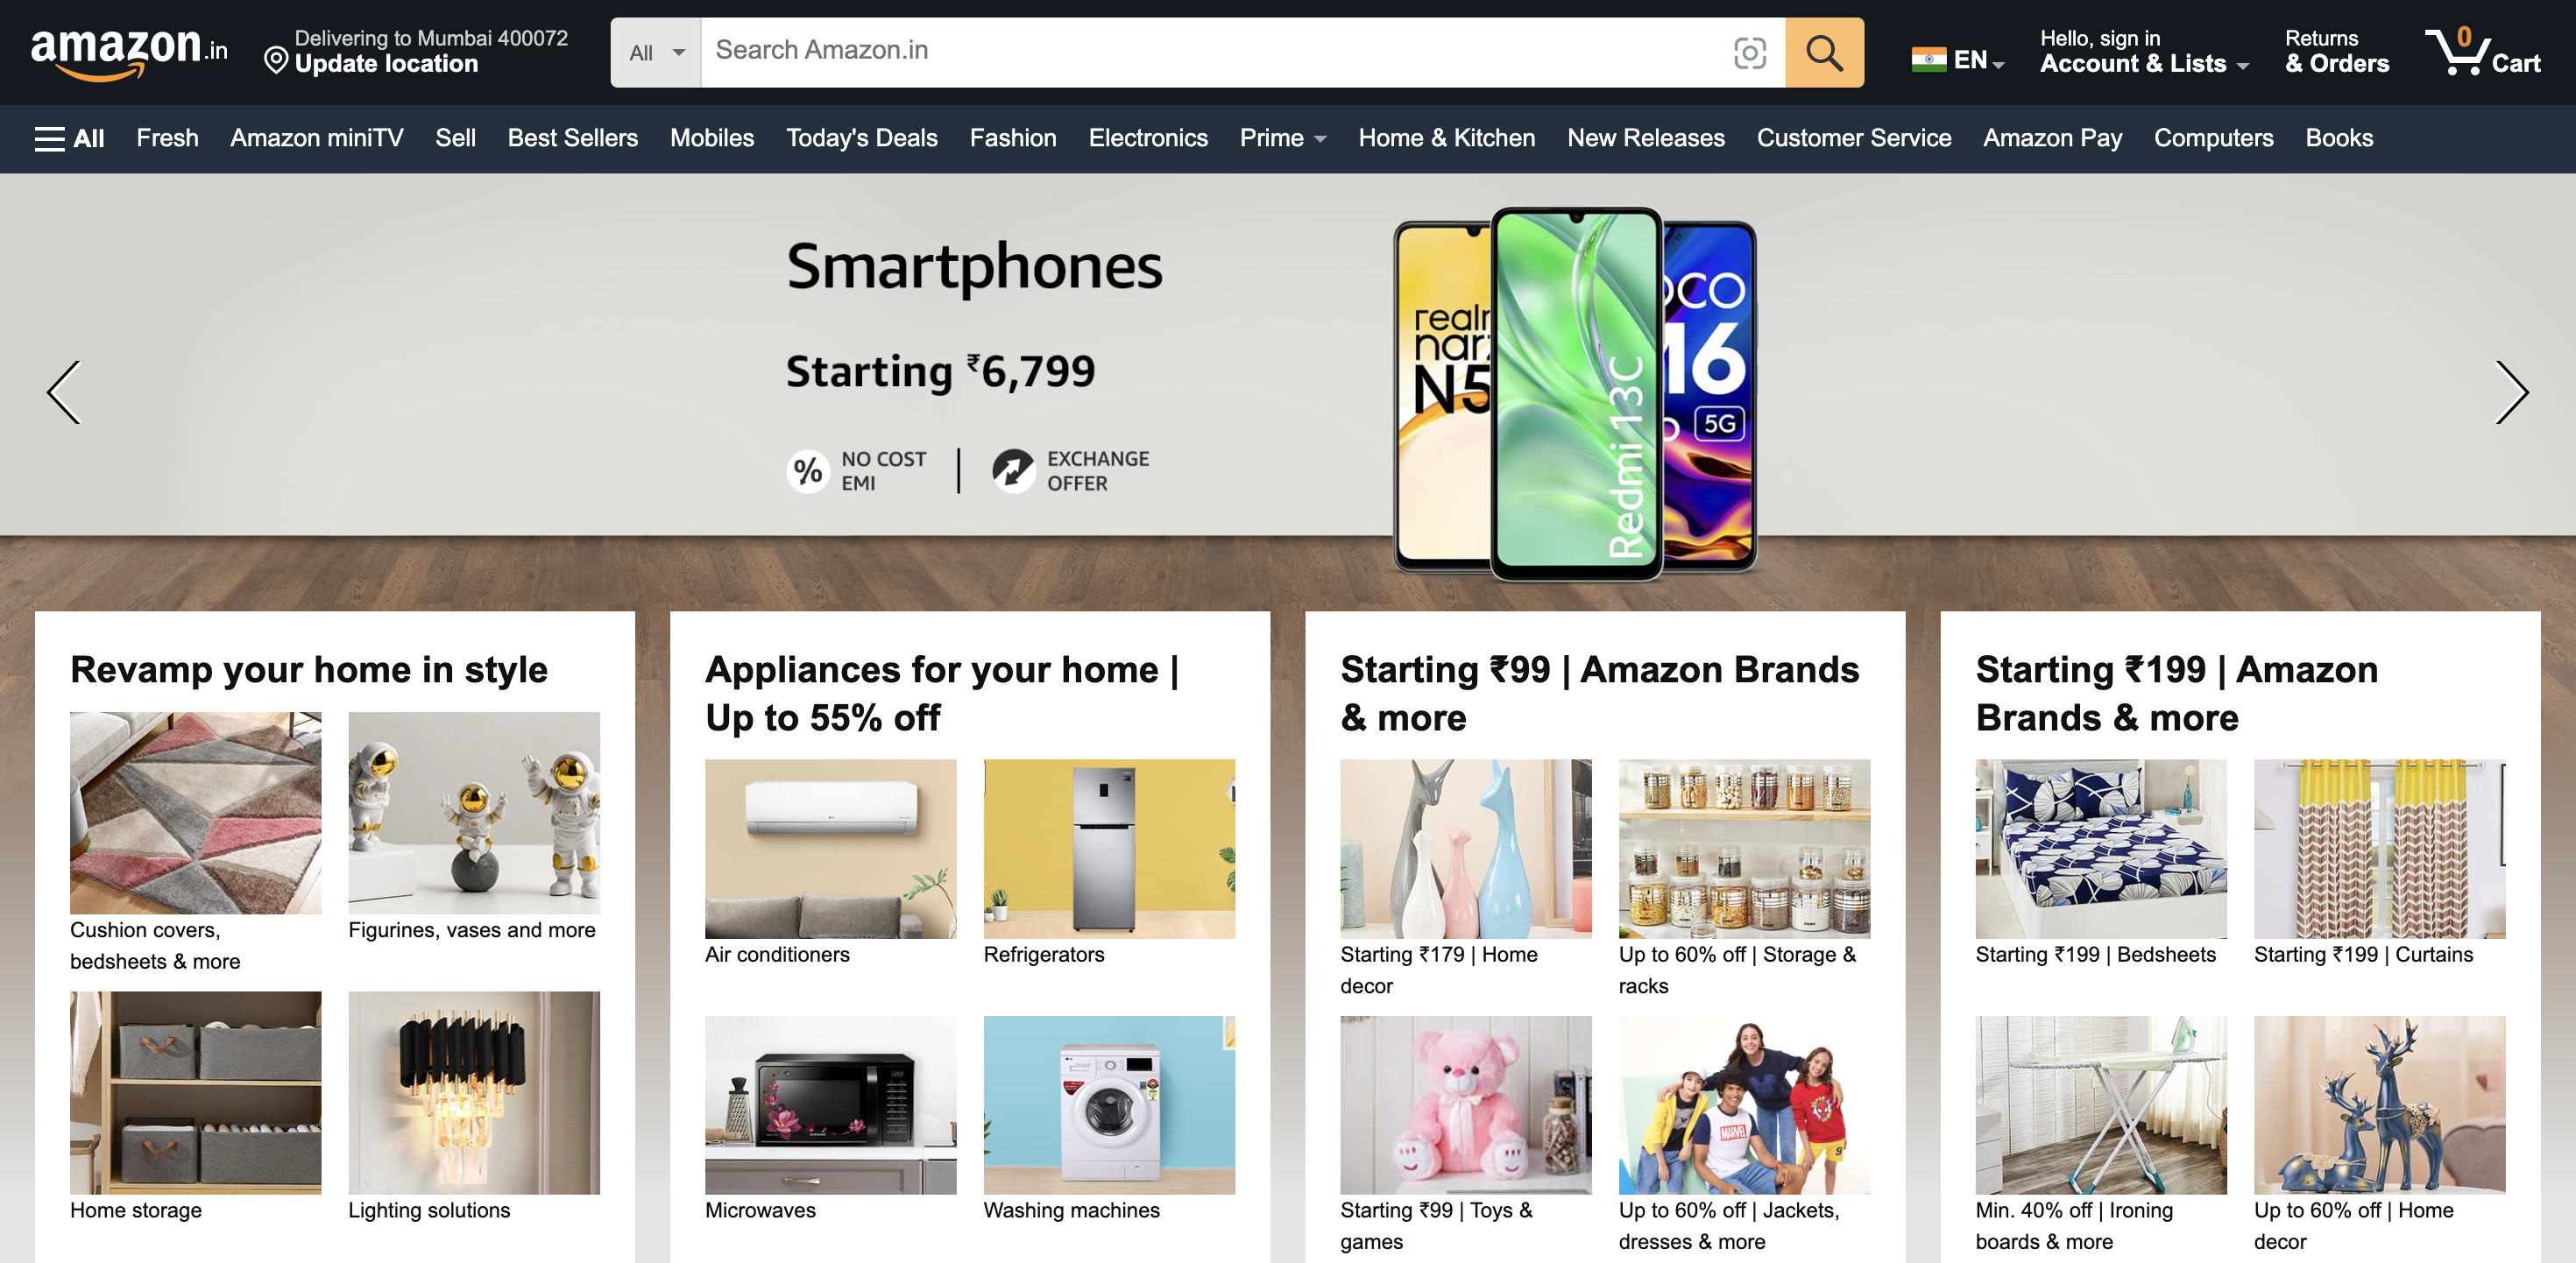 amazon.in
Delivering to Mumbai 400072
Update location
All
Search Amazon.in
EN
Hello, sign in
Account & Lists
Returns
& Orders
0
Cart
All
Fresh
Amazon miniTV
Sell
Best Sellers
Mobiles
Today's Deals
Fashion
Electronics
Prime
Home & Kitchen
New Releases
Customer Service
Amazon Pay
Computers
Books
Smartphones
Starting ₹6,799
% NO COST
EMI
EXCHANGE
OFFER
N5
Redmi 13C
5G
Revamp your home in style
Cushion covers,
bedsheets & more
Figurines, vases and more
Home storage
Lighting solutions
Appliances for your home |
Up to 55% off
Air conditioners
Refrigerators
Microwaves
Washing machines
Starting ₹99 | Amazon Brands
& more
Starting ₹179 | Home
decor
Up to 60% off | Storage &
racks
MARVEL
Starting ₹99 | Toys &
games
Up to 60% off | Jackets,
dresses & more
Starting ₹199 | Amazon
Brands & more
Starting ₹199 | Bedsheets
Starting ₹199 | Curtains
Min. 40% off | Ironing
boards & more
Up to 60% off | Home
decor